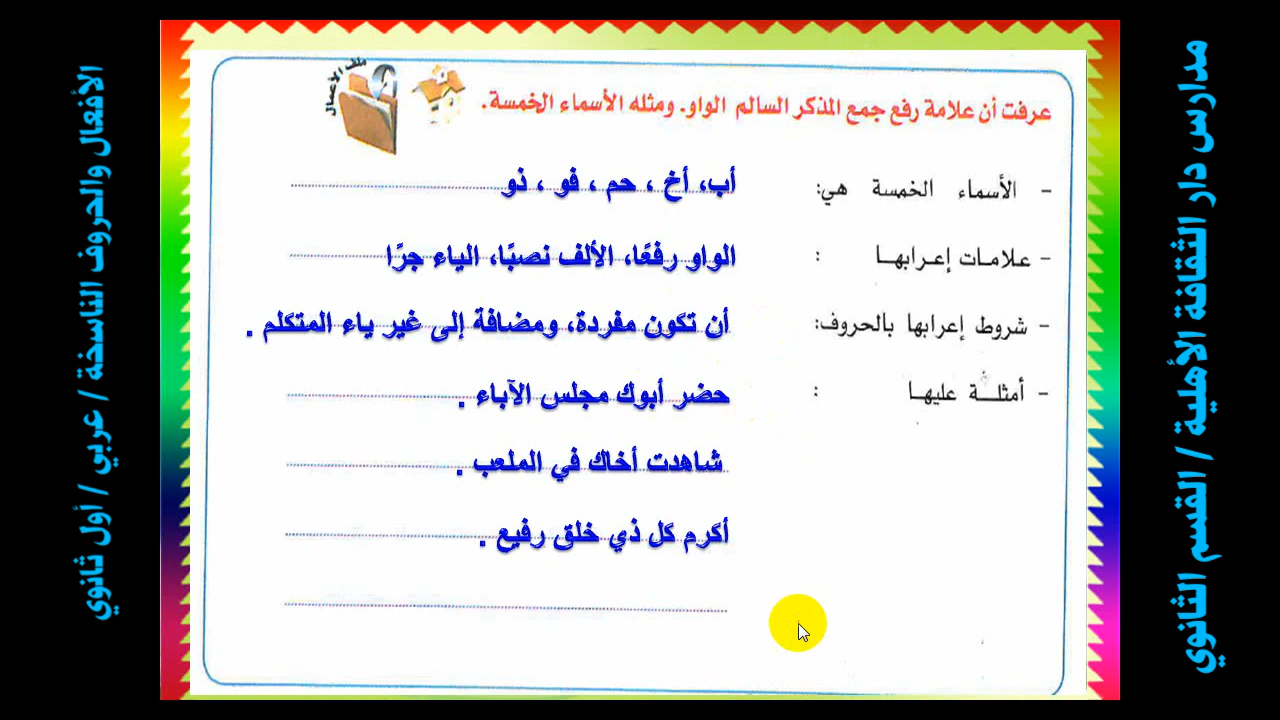 مدارس دار الثقافة الأهلية / القسم الثانوي
عرفت أن علامة رفع جمع المذكر السالم الواو. ومثله الأسماء الخمسة.
ملف الأعمال
- الأسماء الخمسة هي: أب، أخ ، حم ، فو ، ذو
- علامات إعرابها : الواو رفعًا، الألف نصبًا، الياء جرًا
- شروط إعرابها بالحروف: أن تكون مفردة، ومضافة إلى غير ياء المتكلم .
- أمثلة عليها : حضر أبوك مجلس الآباء .
شاهدت أخاك في الملعب .
أكرم كل ذي خلق رفيع .
الأفعال والحروف الناسخة / عربي / أول ثانوي